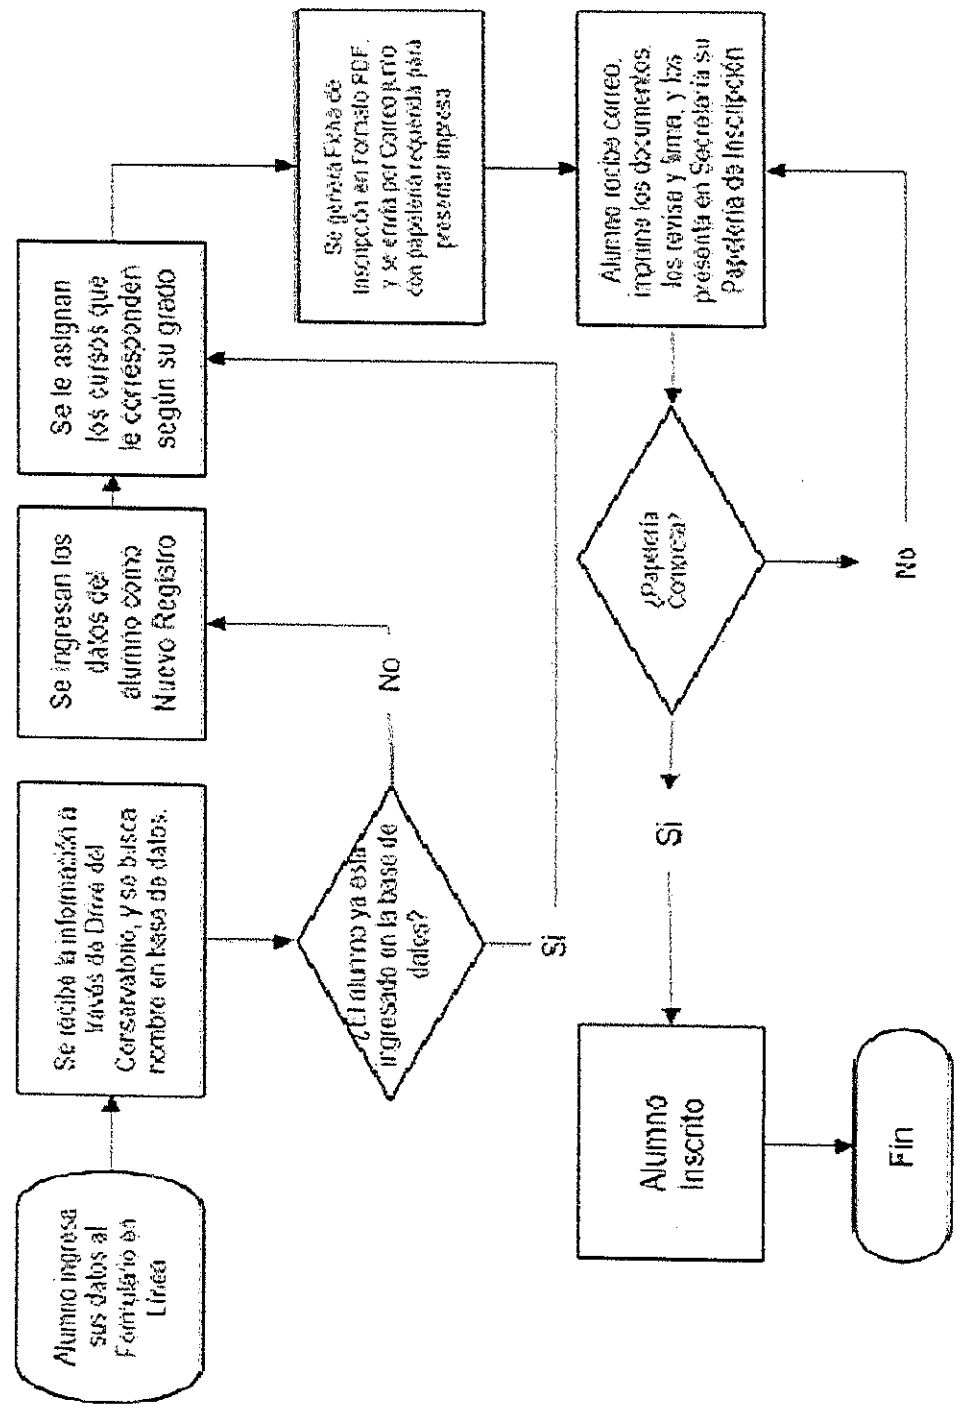 Alumno ingresa
sus datos al
Formulario en
Línea
Se recibe la información a
través de Drive del
Conservatorio, y se busca
nombre en base de datos.
¿El alumno ya está
ingresado en la base de
datos?
No
Si
Se ingresan los
datos del
alumno como
Nuevo Registro
Se le asignan
los cursos que
le corresponden
según su grado
Se genera Ficha de
Inscripción en Formato PDF.
y se envía por Correo junto
con papelería requerida para
presentar impresa
Alumno recibe correo,
imprime los documentos,
los revisa y firma, y los
presenta en Secretaría su
Papelería de Inscripción
¿Papelería
Completa?
No
Si
Alumno
Inscrito
Fin